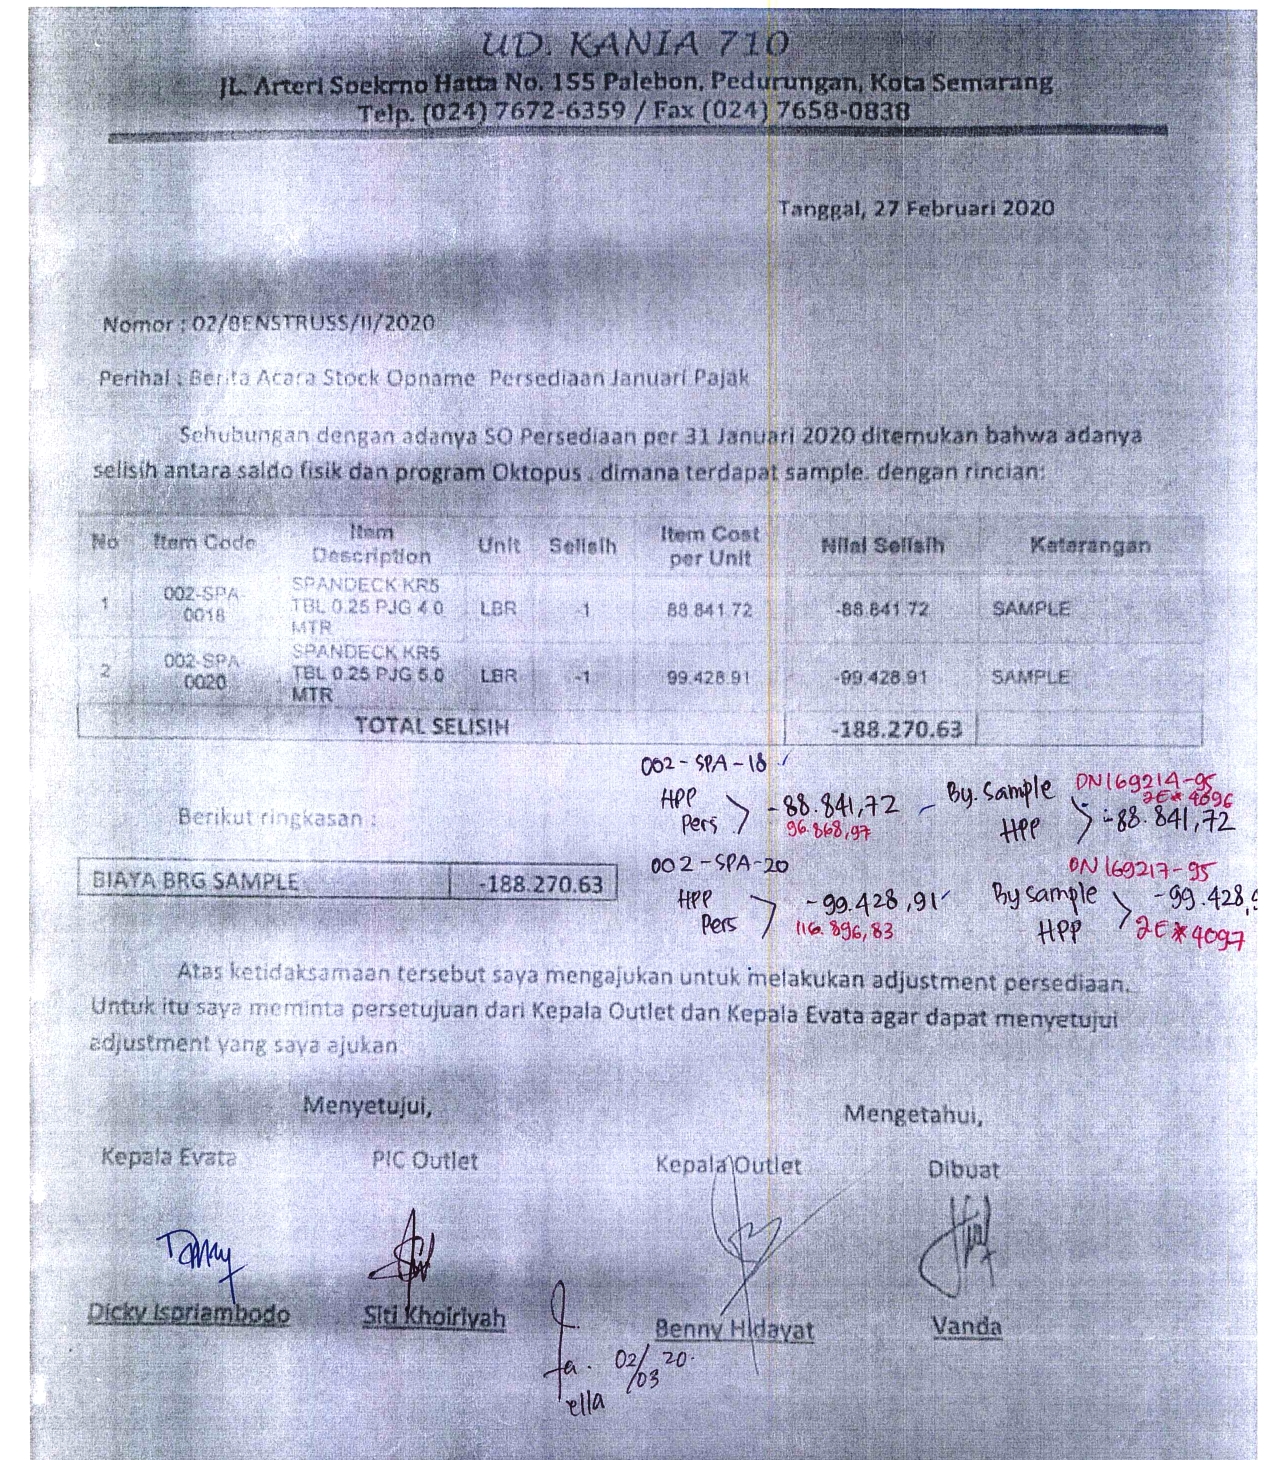 UD. KANIA 710
JL. Arteri Soekrno Hatta No. 155 Palebon, Pedurungan, Kota Semarang
Telp. (024) 7672-6359 / Fax (024) 7658-0838
Tanggal, 27 Februari 2020
Nomor : 02/BENSTRUSS/II/2020
Perihal : Berita Acara Stock Opname Persediaan Januari Pajak
Sehubungan dengan adanya SO Persediaan per 31 Januari 2020 ditemukan bahwa adanya
selisih antara saldo fisik dan program Oktopus . dimana terdapat sample. dengan rincian:
No Item Code Item Description Unit Selisih Item Cost per Unit Nilai Selisih Katarangan
1 002-SPA-0018 SPANDECK KR5 TBL 0.25 PJG 4.0 MTR LBR -1 88.841.72 -88.841.72 SAMPLE
2 002-SPA-0020 SPANDECK KR5 TBL 0.25 PJG 5.0 MTR LBR -1 99.428.91 -99.428.91 SAMPLE
TOTAL SELISIH -188.270.63
002-SPA-18
HPP Pers -88.841,72 By. Sample HPP -88.841,72
96.868,97 DN169214-95 2E*4096
Berikut ringkasan :
BIAYA BRG SAMPLE -188.270.63
002-SPA-20
HPP Pers -99.428,91 By sample HPP -99.428,9
116.896,83 DN169217-95 2E*4097
Atas ketidaksamaan tersebut saya mengajukan untuk melakukan adjustment persediaan.
Untuk itu saya meminta persetujuan dari Kepala Outlet dan Kepala Evata agar dapat menyetujui
adjustment yang saya ajukan.
Menyetujui, Mengetahui,
Kepala Evata PIC Outlet Kepala Outlet Dibuat
Dicky Ispriambodo Siti Khoiriyah Benny Hidayat Vanda
02/03 20.
ella